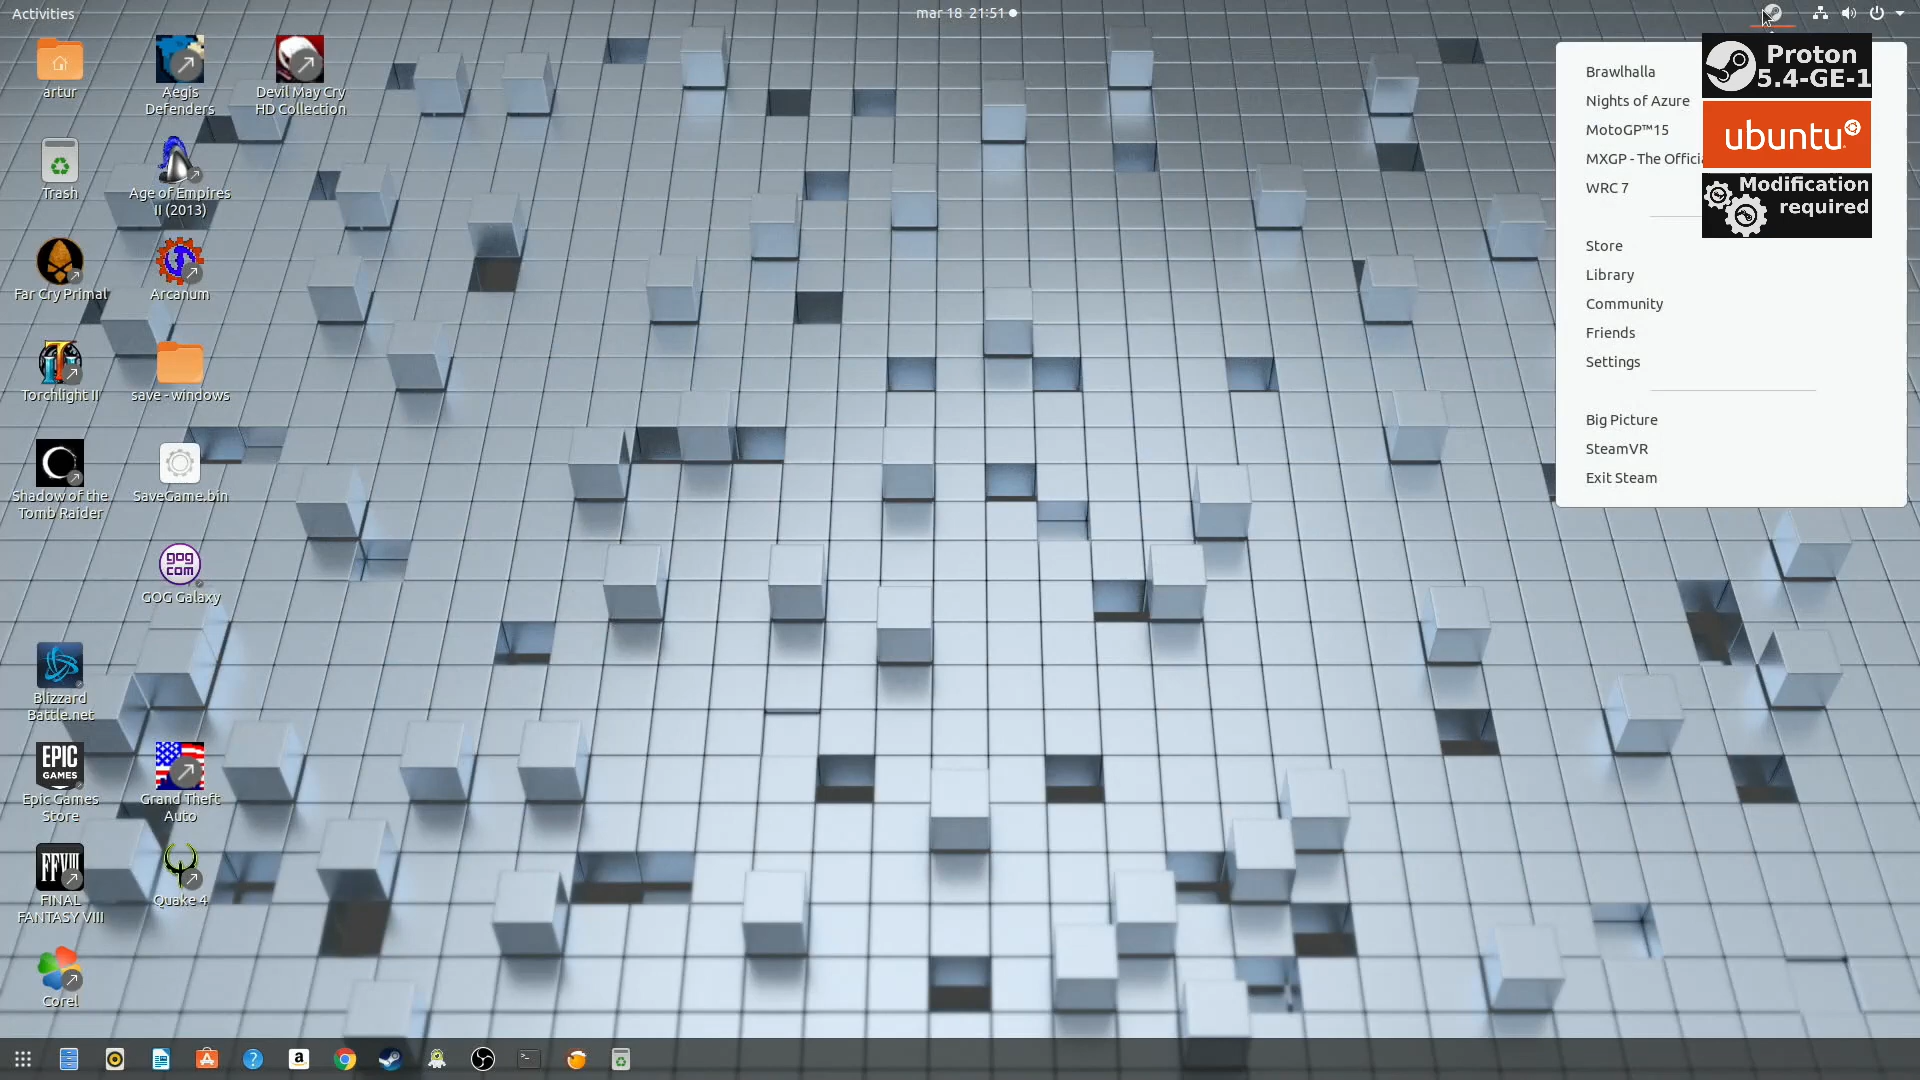 Activities
mar 18 21:51
artur
Aegis
Defenders
Devil May Cry
HD Collection
Trash
Age of Empires
II (2013)
Far Cry Primal
Arcanum
Torchlight II
save - windows
Shadow of the
Tomb Raider
SaveGame.bin
gog
com
GOG Galaxy
Blizzard
Battle.net
EPIC
GAMES
Epic Games
Store
Grand Theft
Auto
FFVIII
FINAL
FANTASY VIII
Quake 4
Corel
Brawlhalla
Nights of Azure
MotoGP™15
MXGP - The Offici
WRC 7
Store
Library
Community
Friends
Settings
Big Picture
SteamVR
Exit Steam
Proton
5.4-GE-1
ubuntu
Modification
required